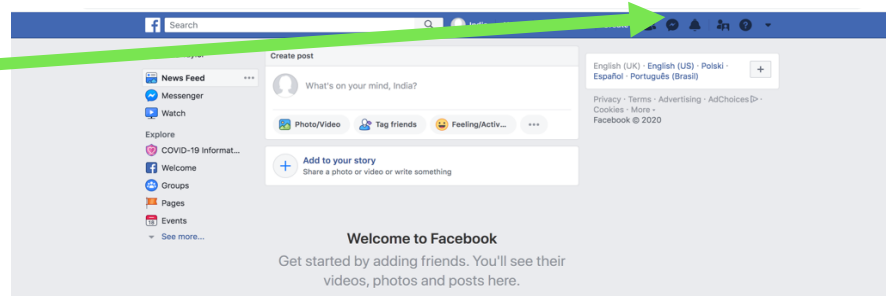 Search
Create post
News Feed
Messenger
Watch
Explore
COVID-19 Informat...
Welcome
Groups
Pages
Events
See more...
What's on your mind, India?
Photo/Video
Tag friends
Feeling/Activ...
Add to your story
Share a photo or video or write something
Welcome to Facebook
Get started by adding friends. You'll see their
videos, photos and posts here.
English (UK) · English (US) · Polski ·
Español · Português (Brasil)
Privacy · Terms · Advertising · AdChoices ·
Cookies · More ·
Facebook © 2020